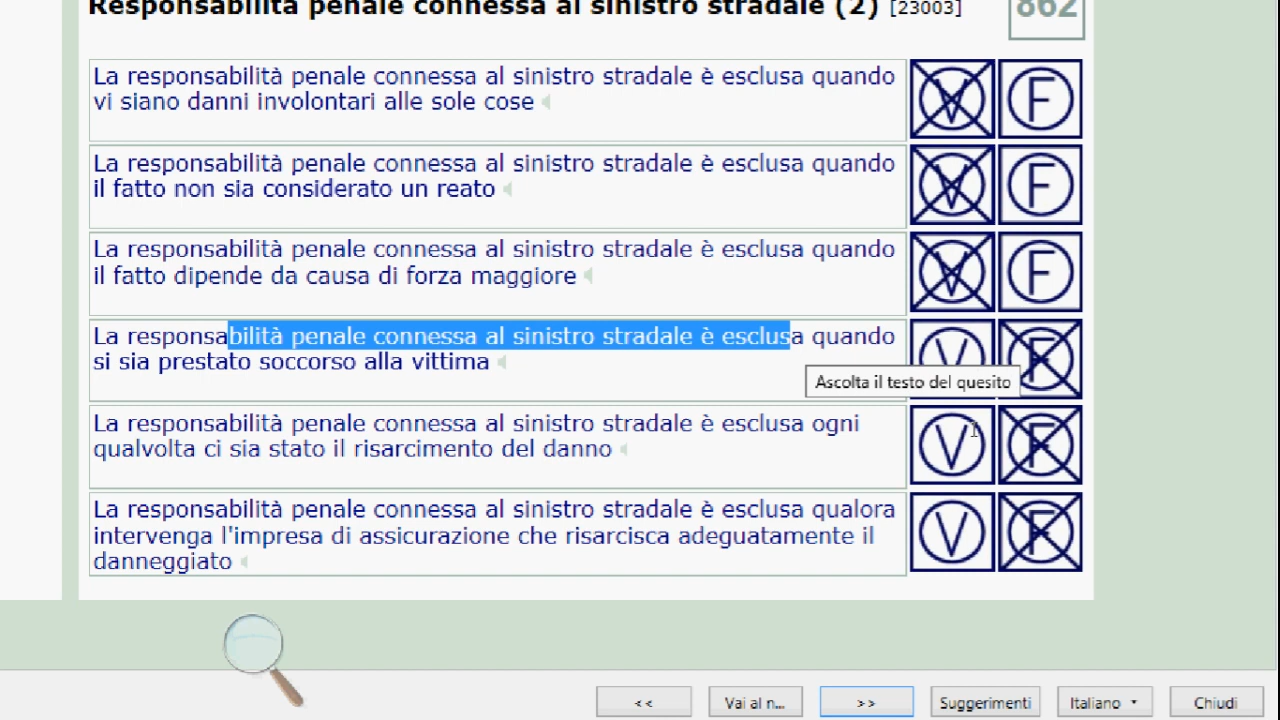 Responsabilità penale connessa al sinistro stradale (2) [23003]
862
La responsabilità penale connessa al sinistro stradale è esclusa quando
vi siano danni involontari alle sole cose
V F
La responsabilità penale connessa al sinistro stradale è esclusa quando
il fatto non sia considerato un reato
V F
La responsabilità penale connessa al sinistro stradale è esclusa quando
il fatto dipende da causa di forza maggiore
V F
La responsabilità penale connessa al sinistro stradale è esclusa quando
si sia prestato soccorso alla vittima
V F
Ascolta il testo del quesito
La responsabilità penale connessa al sinistro stradale è esclusa ogni
qualvolta ci sia stato il risarcimento del danno
V F
La responsabilità penale connessa al sinistro stradale è esclusa qualora
intervenga l'impresa di assicurazione che risarcisca adeguatamente il
danneggiato
V F
<< Vai al n... >> Suggerimenti Italiano Chiudi